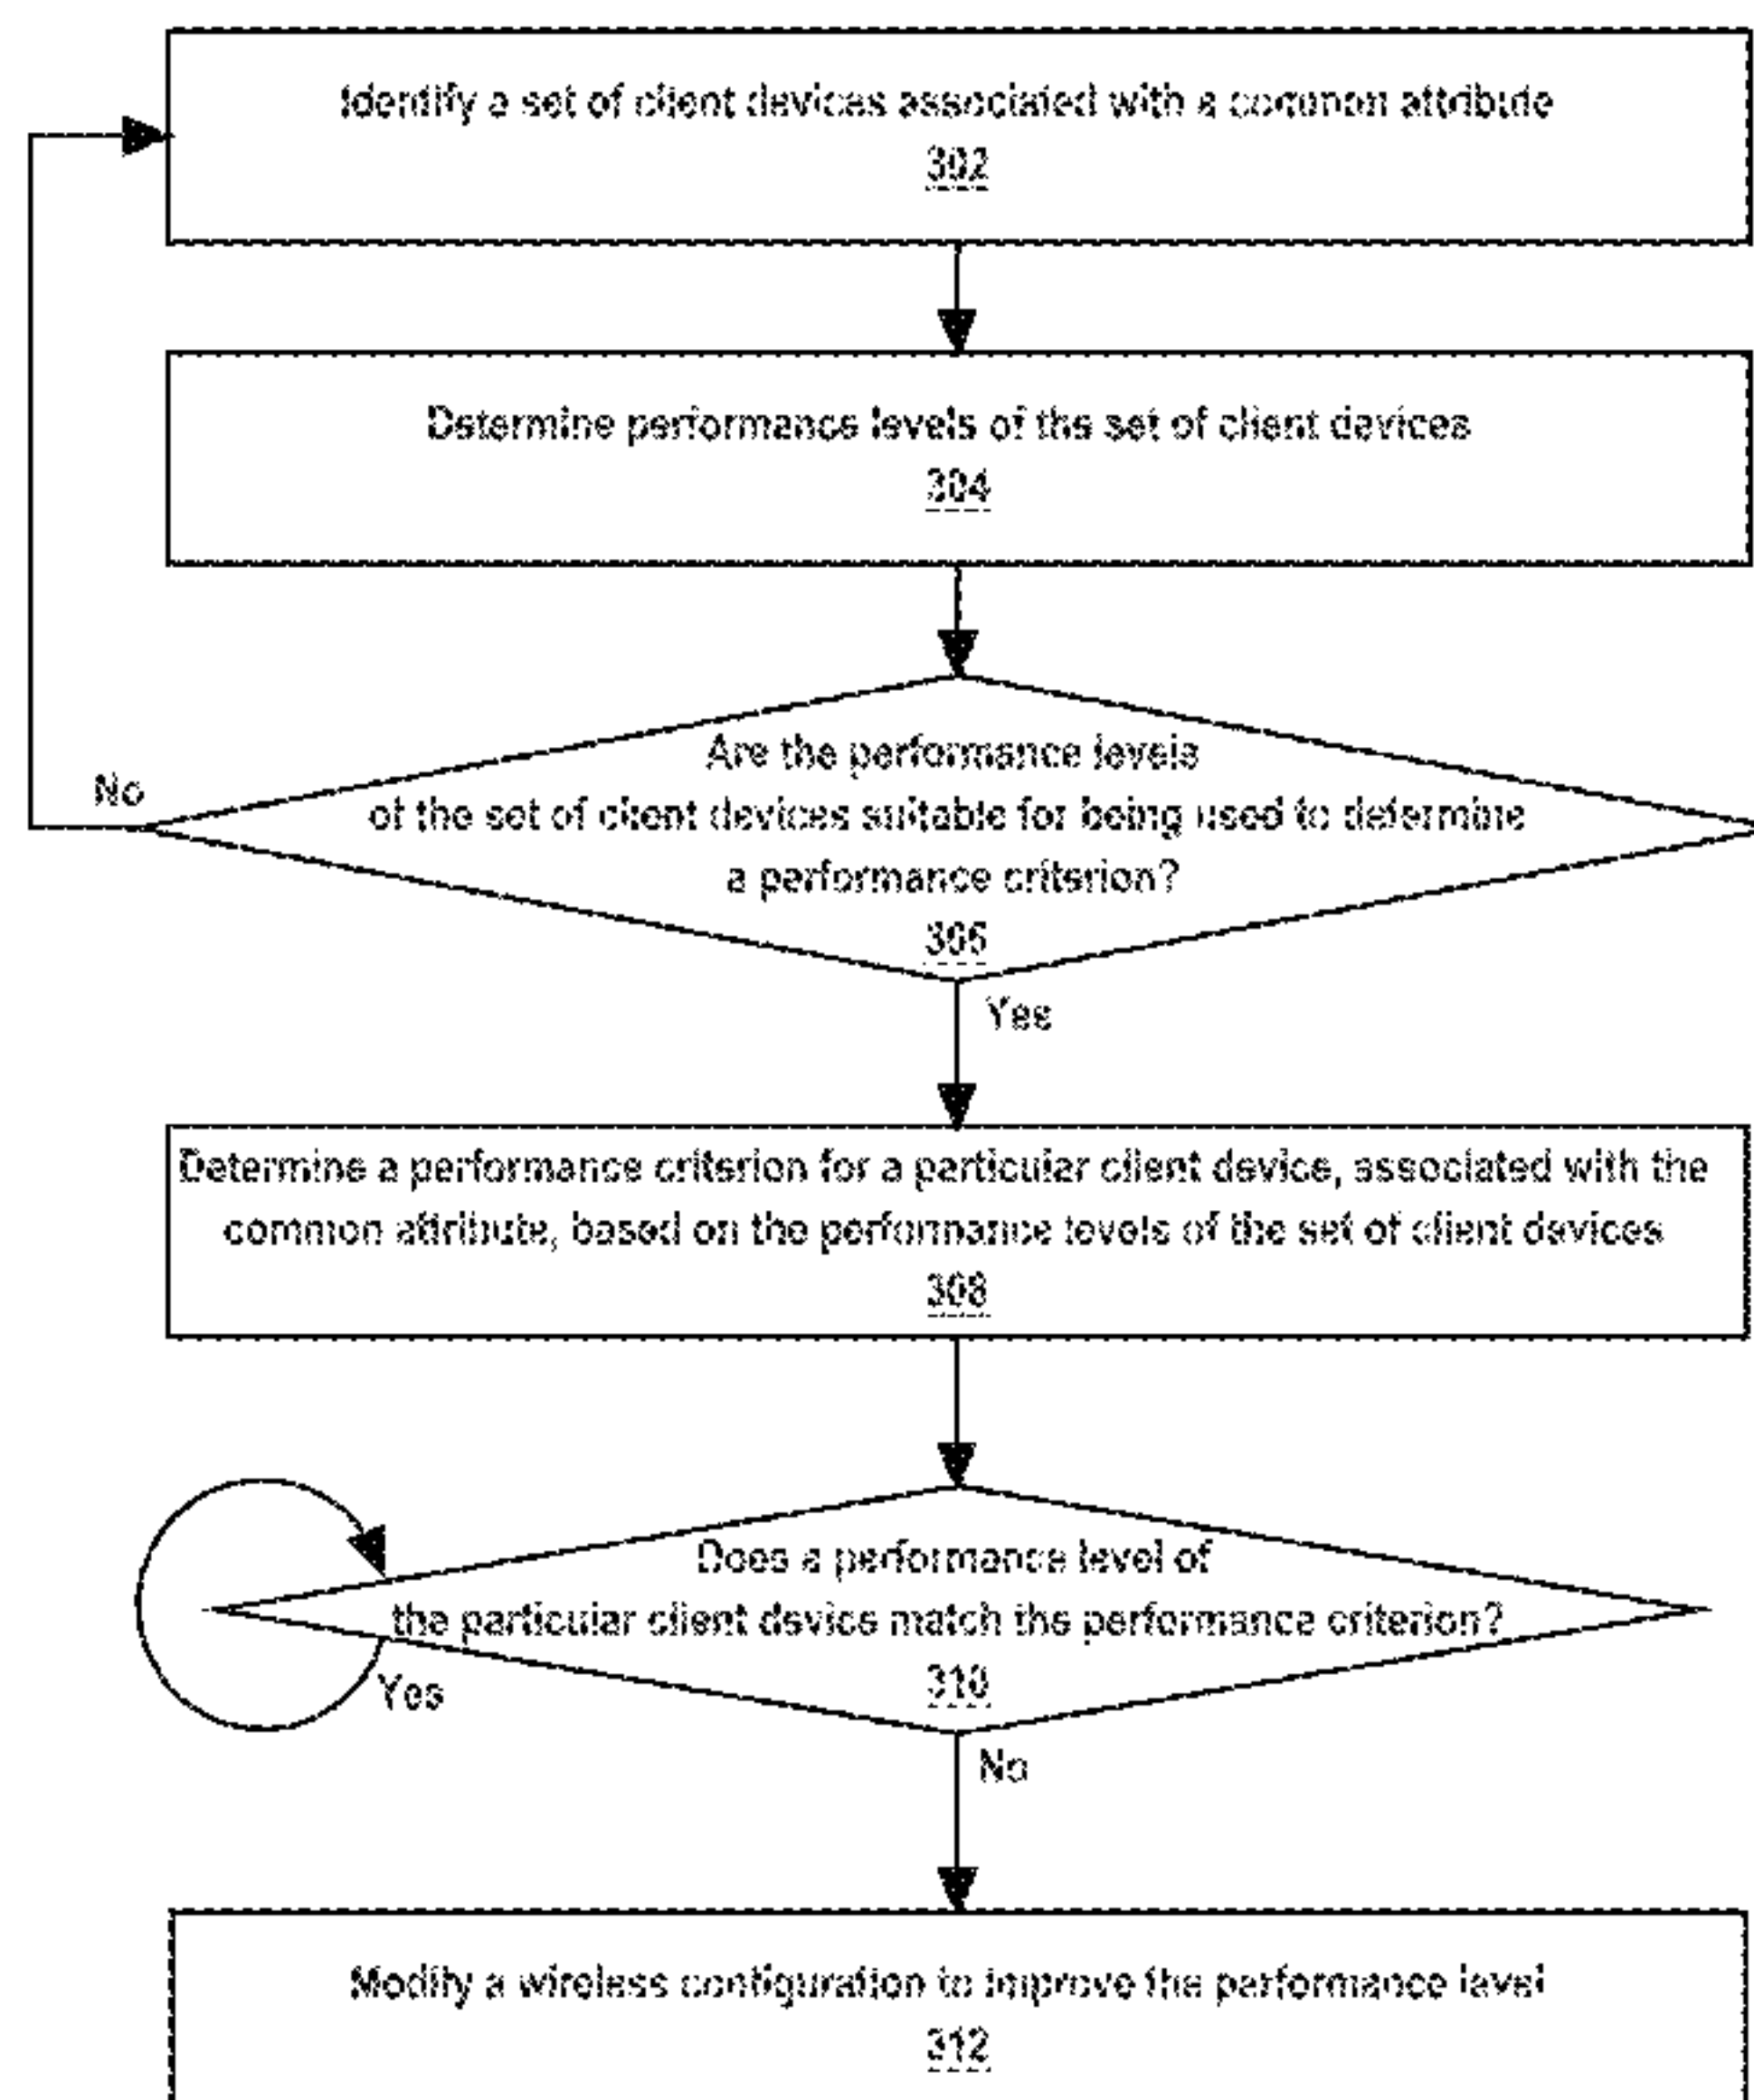 Identify a set of client devices associated with a common attribute
302
Determine performance levels of the set of client devices
304
Are the performance levels
No
of the set of client devices suitable for being used to determine
a performance criterion?
306
Yes
Determine a performance criterion for a particular client device, associated with the
common attribute, based on the performance levels of the set of client devices
308
Does a performance level of
the particular client device match the performance criterion?
310
Yes
No
Modify a wireless configuration to improve the performance level
312